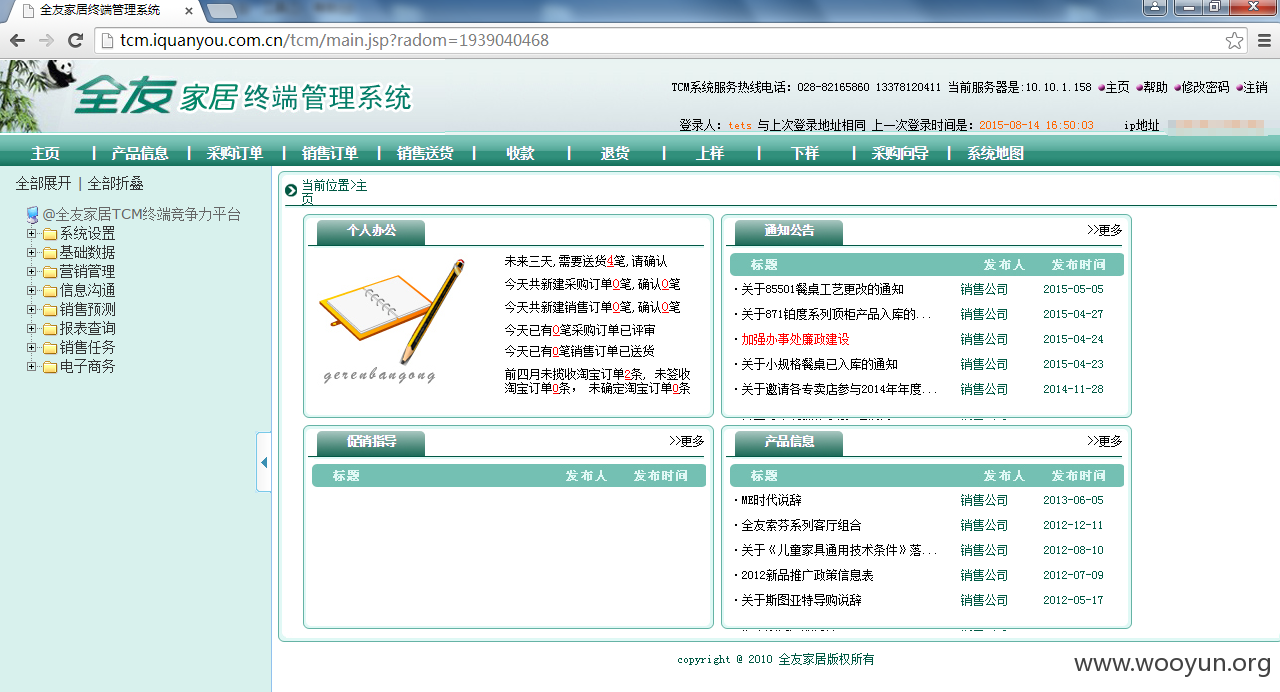 全友家居终端管理系统
tcm.iquanyou.com.cn/tcm/main.jsp?radom=1939040468
全友家居终端管理系统
TCM系统服务热线电话：028-82165860 13378120411 当前服务器是:10.10.1.158 主页 帮助 修改密码 注销
登录人：tets 与上次登录地址相同 上一次登录时间是：2015-08-14 16:50:03 ip地址
主页 | 产品信息 | 采购订单 | 销售订单 | 销售送货 | 收款 | 退货 | 上样 | 下样 | 采购向导 | 系统地图
全部展开 | 全部折叠
@全友家居TCM终端竞争力平台
系统设置
基础数据
营销管理
信息沟通
销售预测
报表查询
销售任务
电子商务
当前位置>主
页
个人办公
未来三天,需要送货4笔,请确认
今天共新建采购订单0笔,确认0笔
今天共新建销售订单0笔,确认0笔
今天已有0笔采购订单已评审
今天已有0笔销售订单已送货
前四月未揽收淘宝订单2条，未签收
淘宝订单0条， 未确定淘宝订单0条
gerenbangong
通知公告 >>更多
标题 发布人 发布时间
·关于85501餐桌工艺更改的通知 销售公司 2015-05-05
·关于871铂度系列顶柜产品入库的... 销售公司 2015-04-27
·加强办事处廉政建设 销售公司 2015-04-24
·关于小规格餐桌已入库的通知 销售公司 2015-04-23
·关于邀请各专卖店参与2014年年度... 销售公司 2014-11-28
促销指导 >>更多
标题 发布人 发布时间
产品信息 >>更多
标题 发布人 发布时间
·ME时代说辞 销售公司 2013-06-05
·全友索芬系列客厅组合 销售公司 2012-12-11
·关于《儿童家具通用技术条件》落... 销售公司 2012-08-10
·2012新品推广政策信息表 销售公司 2012-07-09
·关于斯图亚特导购说辞 销售公司 2012-05-17
copyright @ 2010 全友家居版权所有
www.wooyun.org